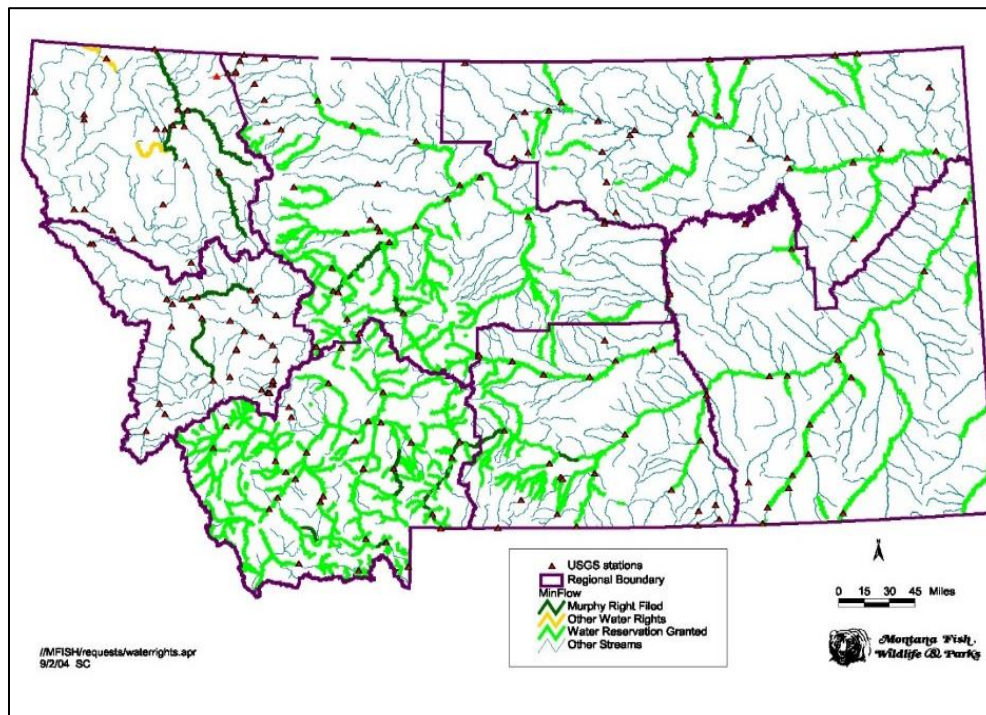 USGS stations
Regional Boundary
MinFlow
Murphy Right Filed
Other Water Rights
Water Reservation Granted
Other Streams
0 15 30 45 Miles
Montana Fish,
Wildlife & Parks
//MFISH/requests/waterrights.apr
9/2/04 SC